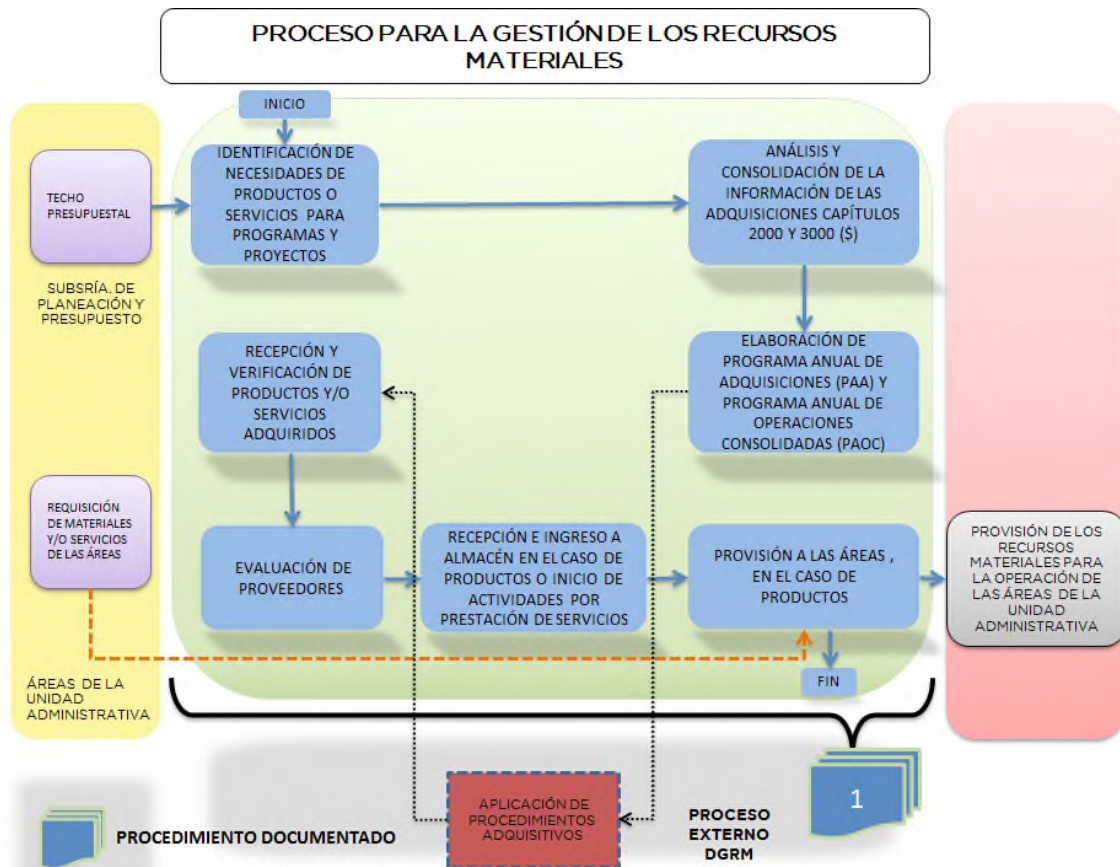 PROCESO PARA LA GESTIÓN DE LOS RECURSOS
MATERIALES
INICIO
TECHO
PRESUPUESTAL
SUBSRÍA. DE
PLANEACIÓN Y
PRESUPUESTO
IDENTIFICACIÓN DE
NECESIDADES DE
PRODUCTOS O
SERVICIOS PARA
PROGRAMAS Y
PROYECTOS
ANÁLISIS Y
CONSOLIDACIÓN DE LA
INFORMACIÓN DE LAS
ADQUISICIONES CAPÍTULOS
2000 Y 3000 ($)
RECEPCIÓN Y
VERIFICACIÓN DE
PRODUCTOS Y/O
SERVICIOS
ADQUIRIDOS
ELABORACIÓN DE
PROGRAMA ANUAL DE
ADQUISICIONES (PAA) Y
PROGRAMA ANUAL DE
OPERACIONES
CONSOLIDADAS (PAOC)
REQUISICIÓN
DE MATERIALES
Y/O SERVICIOS
DE LAS ÁREAS
EVALUACIÓN DE
PROVEEDORES
RECEPCIÓN E INGRESO A
ALMACÉN EN EL CASO DE
PRODUCTOS O INICIO DE
ACTIVIDADES POR
PRESTACIÓN DE SERVICIOS
PROVISIÓN A LAS ÁREAS ,
EN EL CASO DE
PRODUCTOS
PROVISIÓN DE LOS
RECURSOS
MATERIALES PARA
LA OPERACIÓN DE
LAS ÁREAS DE LA
UNIDAD
ADMINISTRATIVA
ÁREAS DE LA
UNIDAD
ADMINISTRATIVA
FIN
1
PROCEDIMIENTO DOCUMENTADO
APLICACIÓN DE
PROCEDIMIENTOS
ADQUISITIVOS
PROCESO
EXTERNO
DGRM